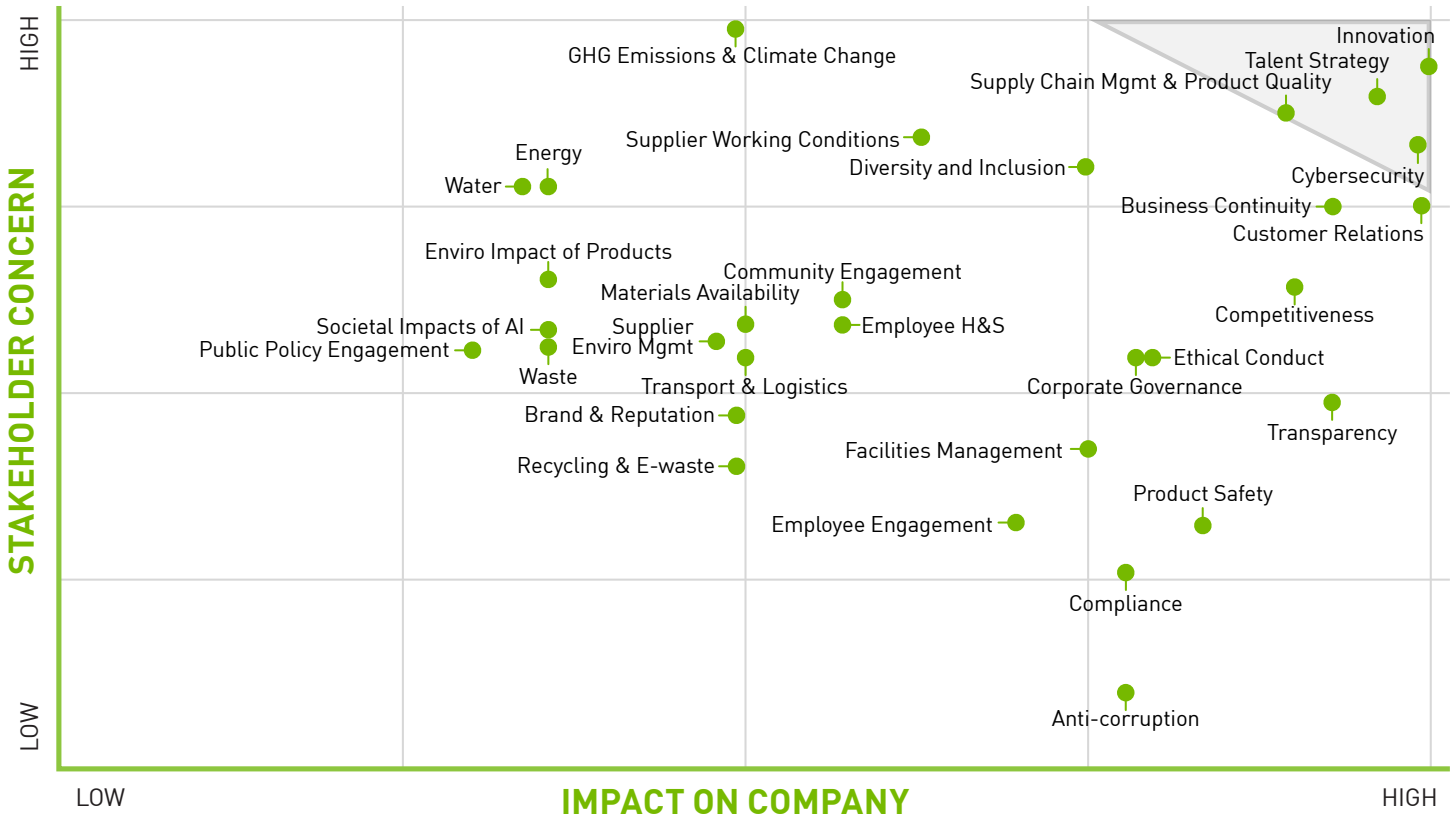 HIGH
Innovation
GHG Emissions & Climate Change
Talent Strategy
Supply Chain Mgmt & Product Quality
Supplier Working Conditions
Energy
Diversity and Inclusion
Cybersecurity
Water
Business Continuity
Customer Relations
Enviro Impact of Products
Community Engagement
Materials Availability
Competitiveness
Societal Impacts of AI
Supplier
Enviro Mgmt
Employee H&S
Public Policy Engagement
Ethical Conduct
Waste
Transport & Logistics
Corporate Governance
Brand & Reputation
Transparency
Facilities Management
Recycling & E-waste
Product Safety
Employee Engagement
Compliance
Anti-corruption
STAKEHOLDER CONCERN
LOW
LOW
IMPACT ON COMPANY
HIGH